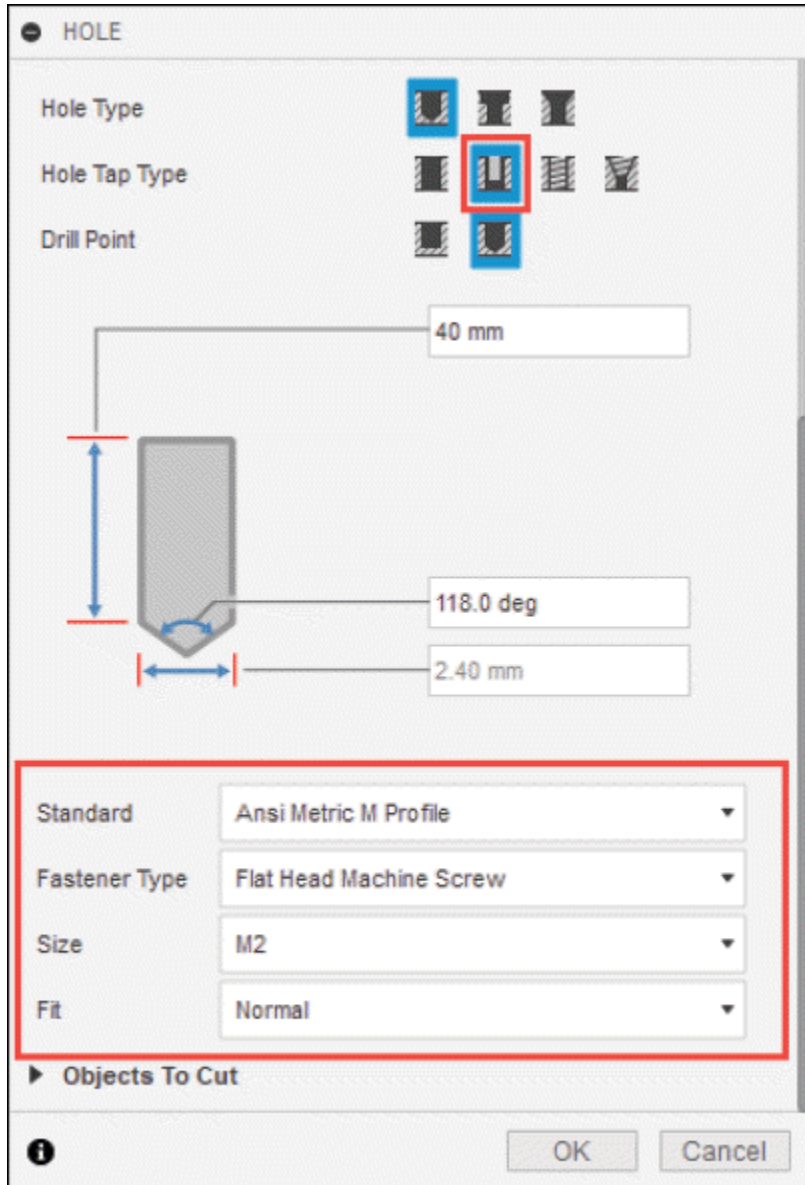 HOLE
Hole Type
Hole Tap Type
Drill Point
40 mm
118.0 deg
2.40 mm
Standard Ansi Metric M Profile
Fastener Type Flat Head Machine Screw
Size M2
Fit Normal
Objects To Cut
OK Cancel